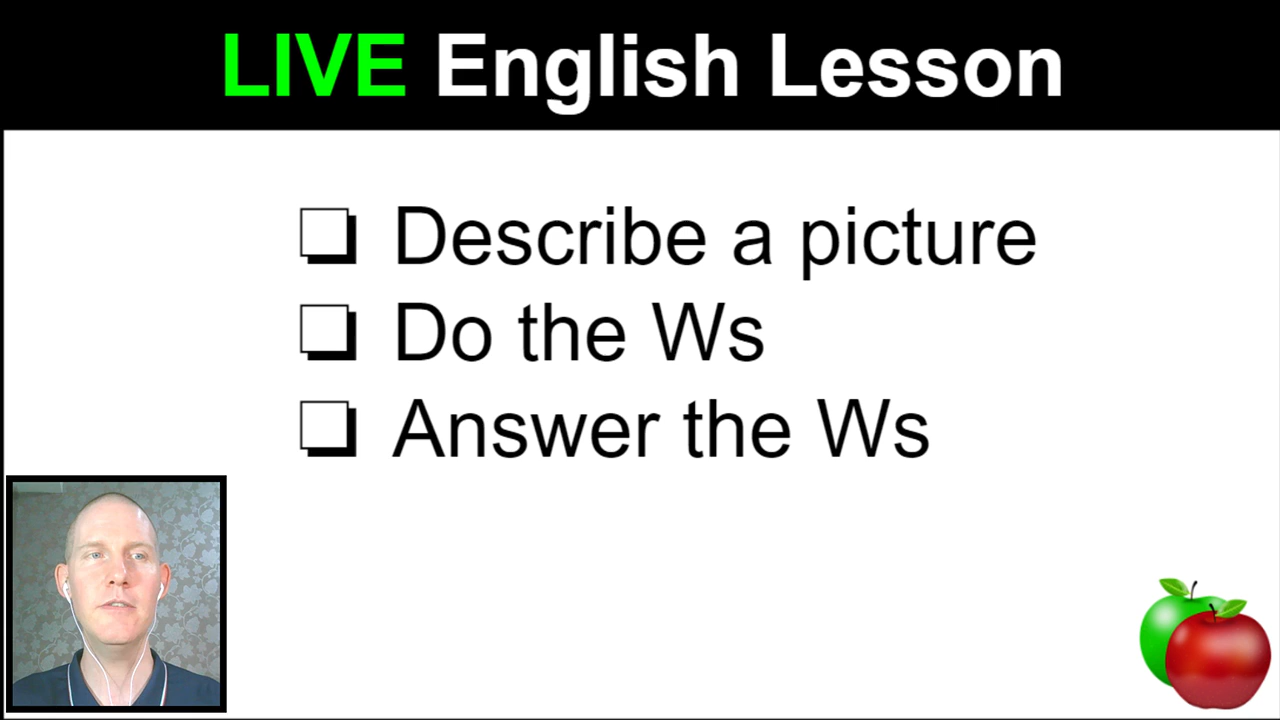 LIVE English Lesson
❏ Describe a picture
❏ Do the Ws
❏ Answer the Ws